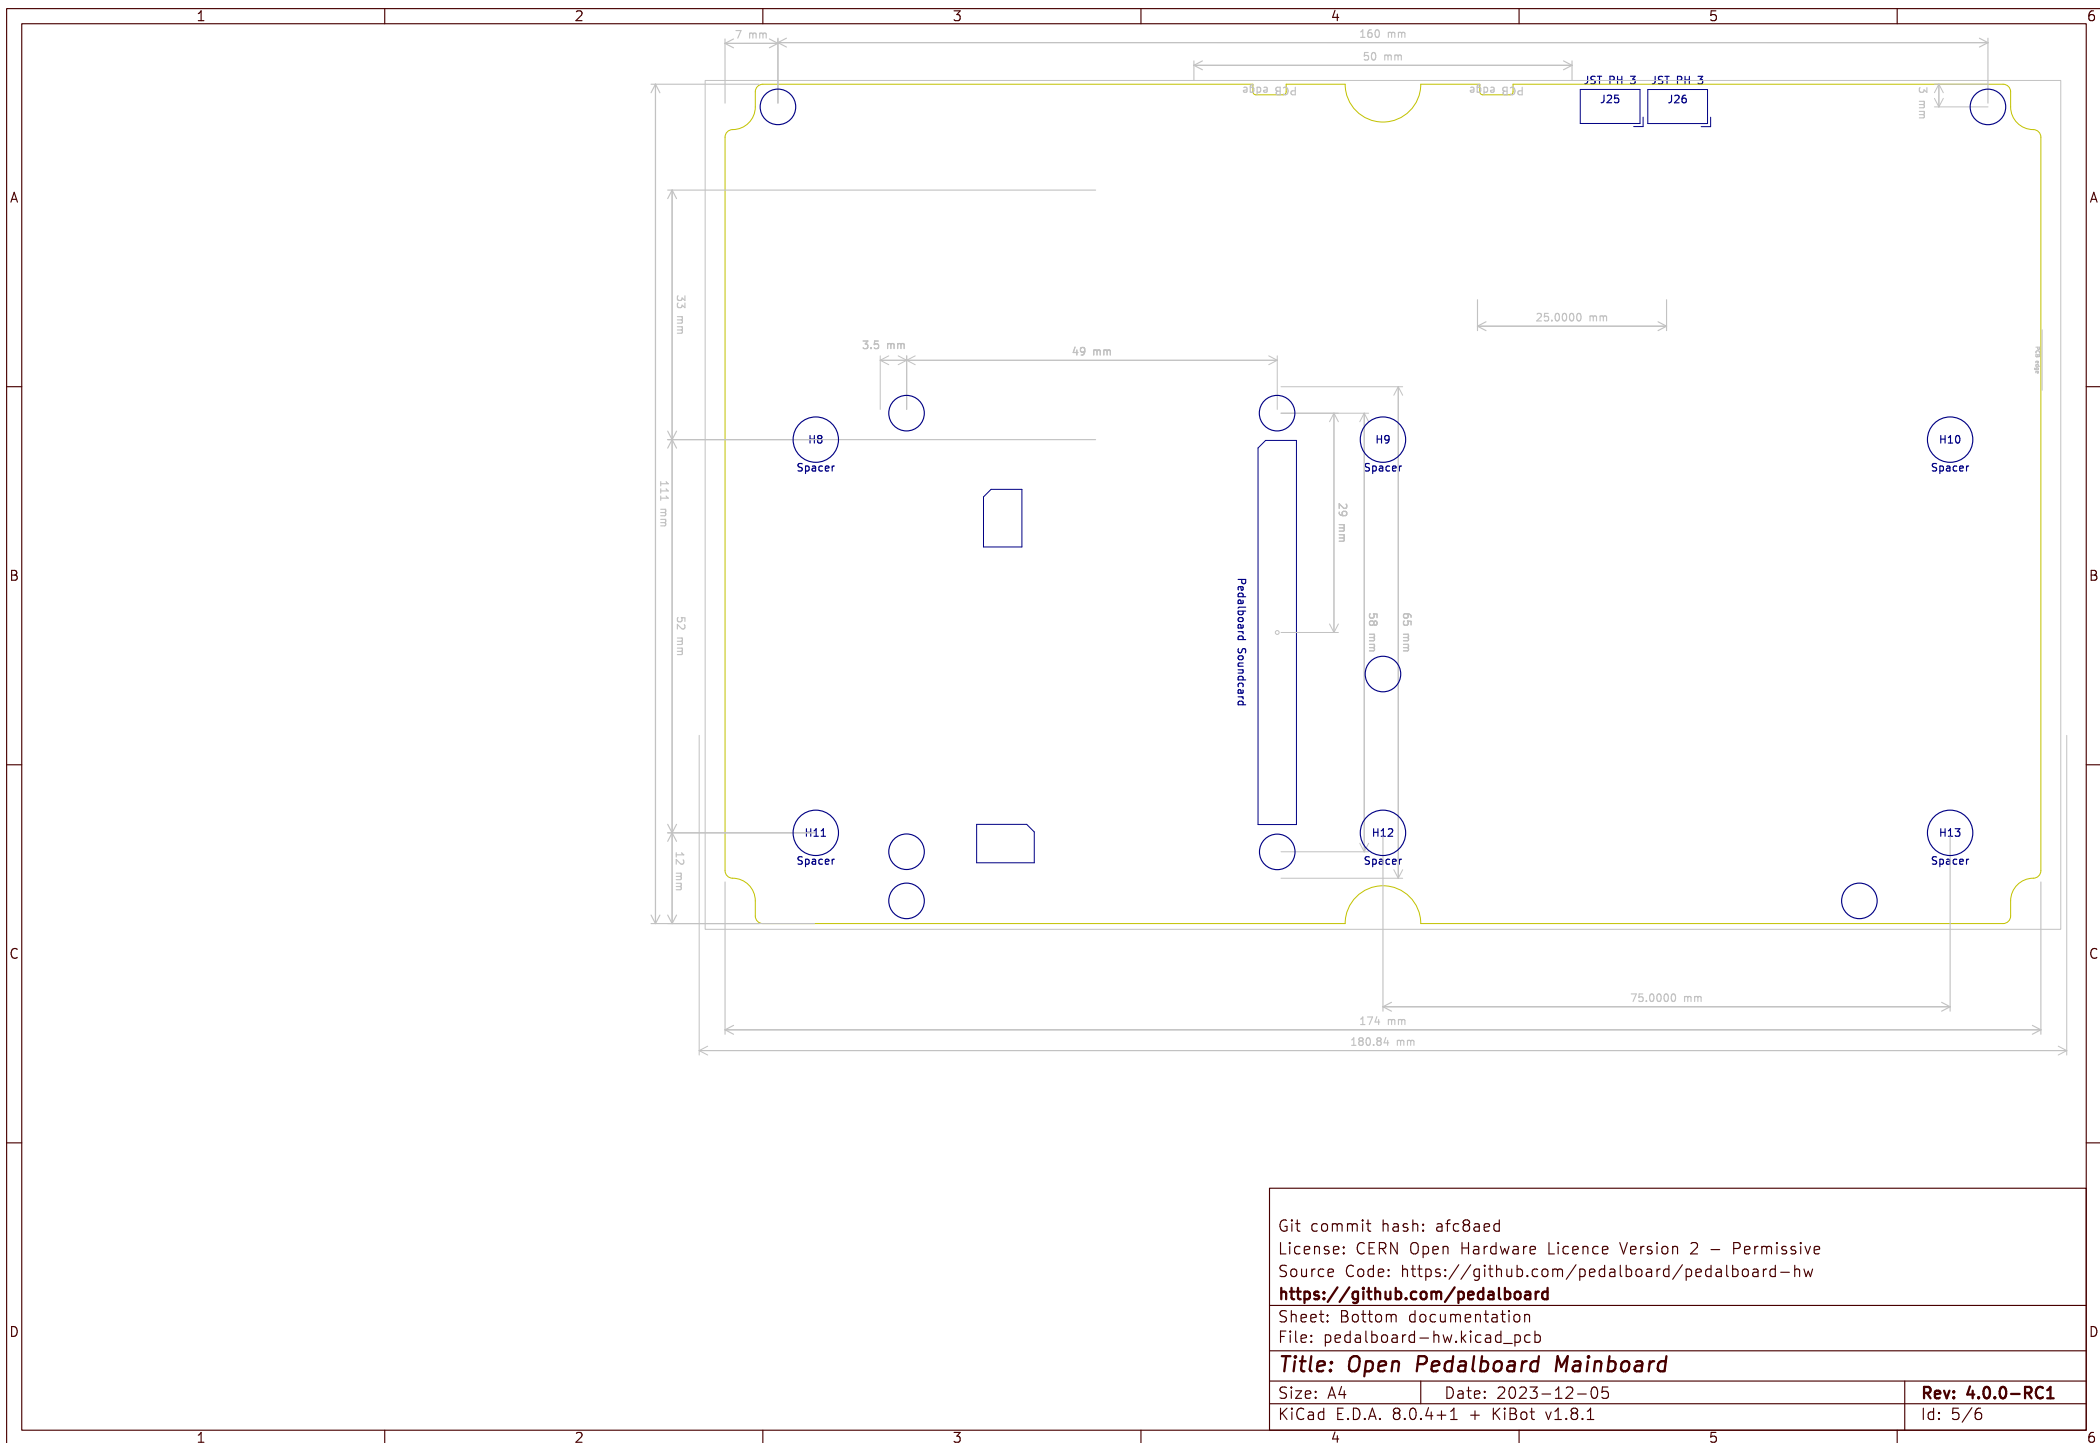 1 2 3 4 5 6
7 mm
160 mm
50 mm
JST PH 3 JST PH 3
PCB edge PCB edge
J25 J26
3 mm
A A
33 mm
25.0000 mm
3.5 mm
49 mm
PCB edge
H8 H9 H10
Spacer Spacer Spacer
111 mm
29 mm
B B
Pedalboard Soundcard
52 mm
58 mm
65 mm
H11 H12 H13
Spacer Spacer Spacer
12 mm
C C
75.0000 mm
174 mm
180.84 mm
Git commit hash: afc8aed
License: CERN Open Hardware Licence Version 2 - Permissive
Source Code: https://github.com/pedalboard/pedalboard-hw
https://github.com/pedalboard
Sheet: Bottom documentation
File: pedalboard-hw.kicad_pcb
D D
Title: Open Pedalboard Mainboard
Size: A4 Date: 2023-12-05 Rev: 4.0.0-RC1
KiCad E.D.A. 8.0.4+1 + KiBot v1.8.1 Id: 5/6
1 2 3 4 5 6